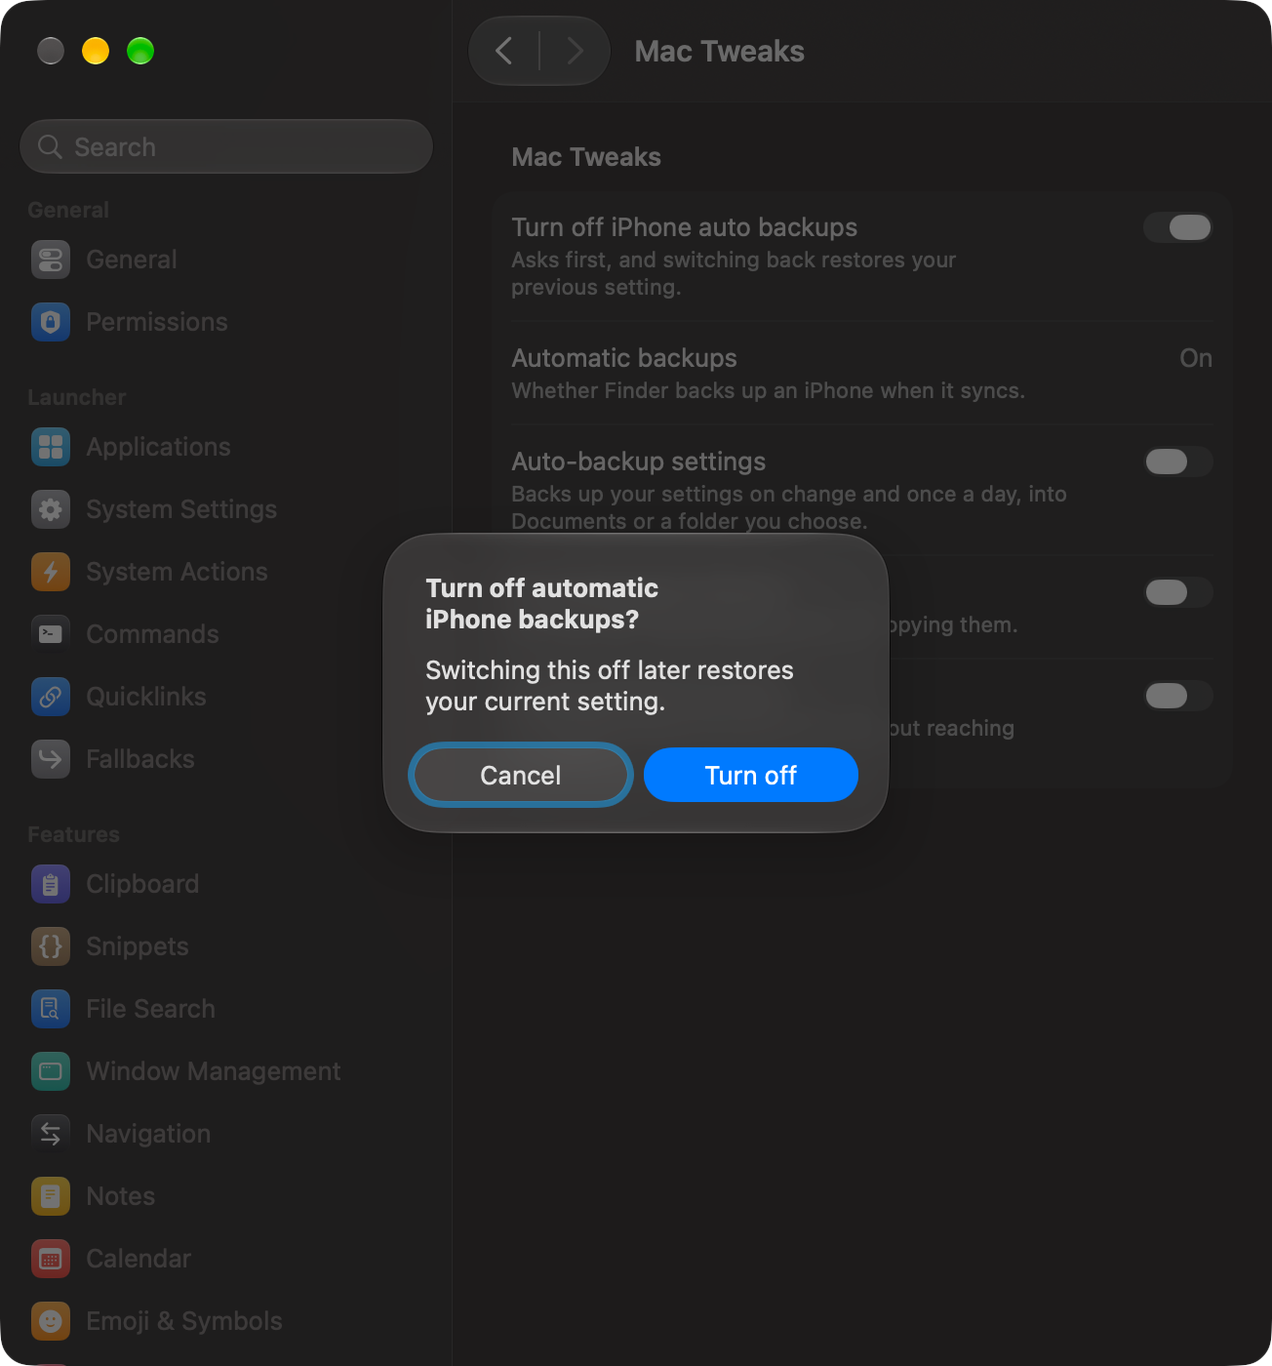 Mac Tweaks
Search
General
General
Permissions
Launcher
Applications
System Settings
System Actions
Commands
Quicklinks
Fallbacks
Features
Clipboard
Snippets
File Search
Window Management
Navigation
Notes
Calendar
Emoji & Symbols
Mac Tweaks
Turn off iPhone auto backups
Asks first, and switching back restores your
previous setting.
Automatic backups
On
Whether Finder backs up an iPhone when it syncs.
Auto-backup settings
Backs up your settings on change and once a day, into
Documents or a folder you choose.
them.
reaching
Turn off automatic
iPhone backups?
Switching this off later restores
your current setting.
Cancel
Turn off